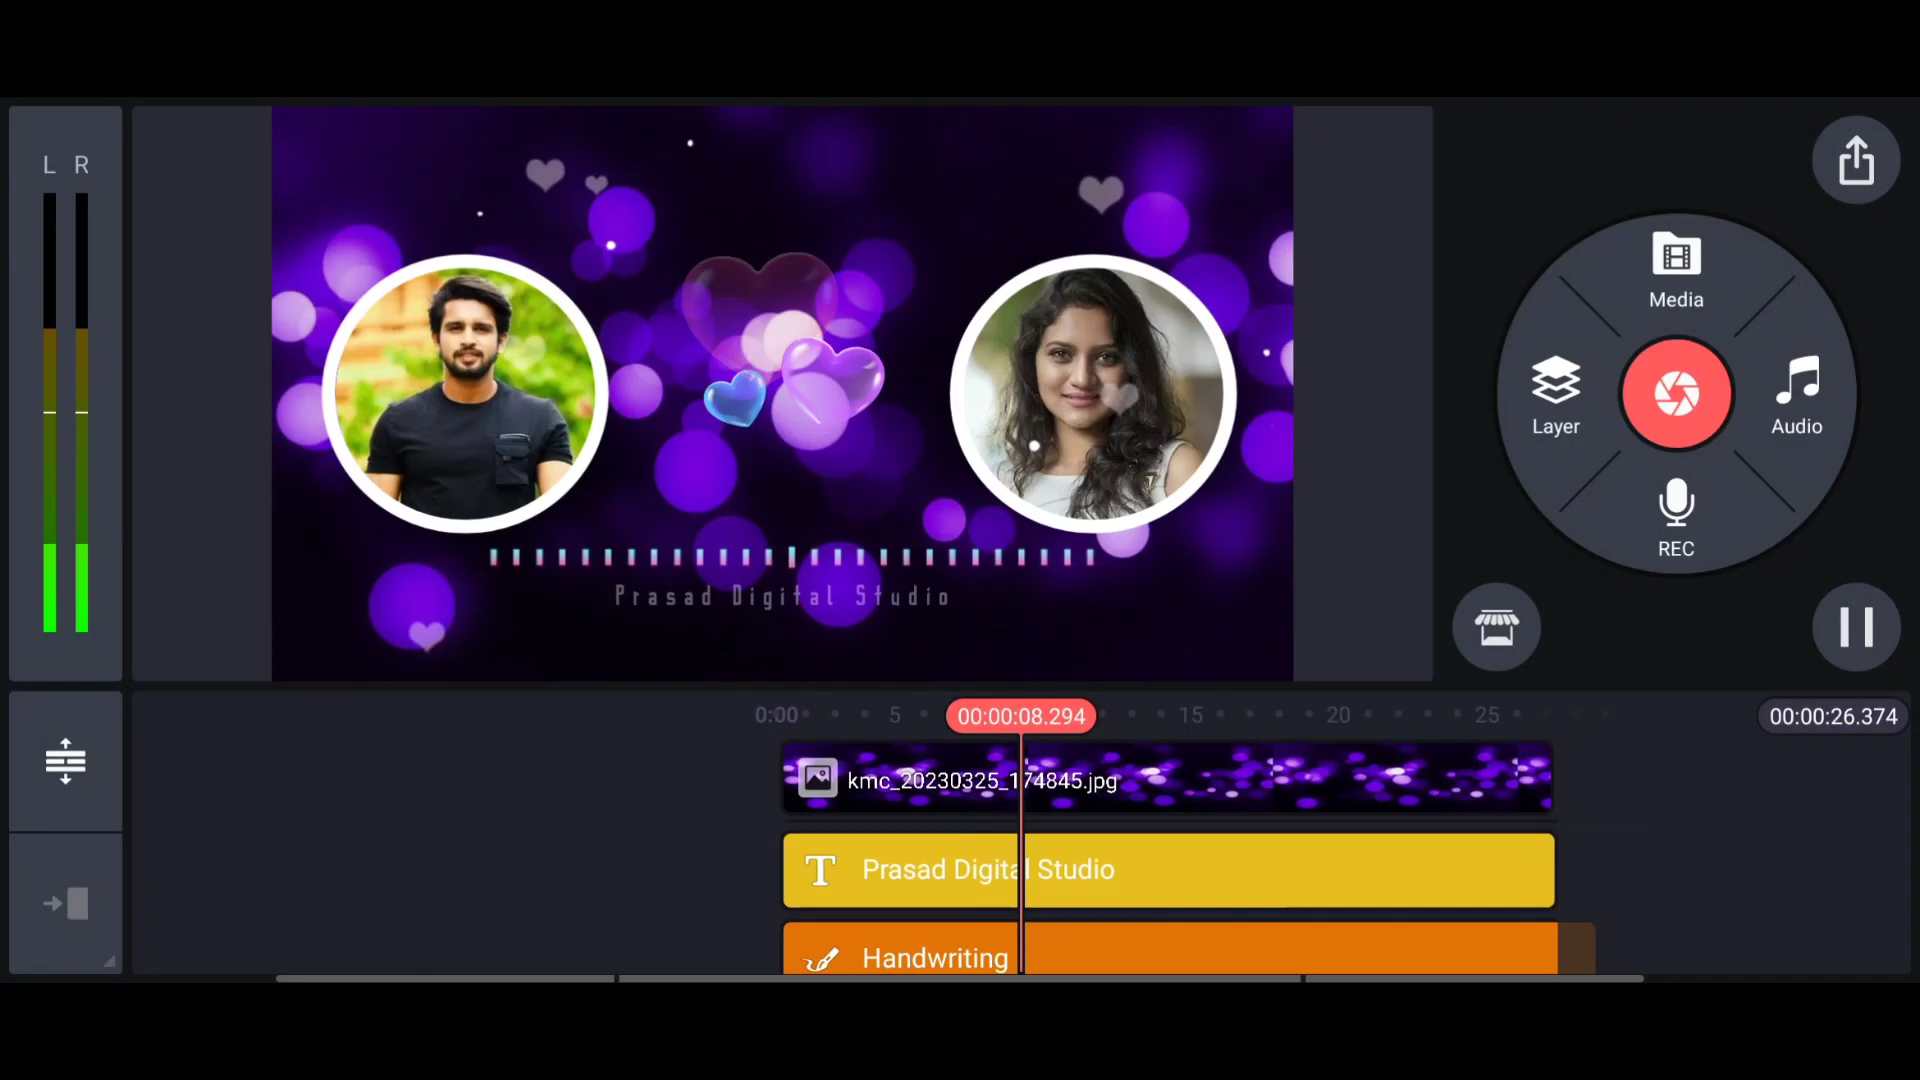 L R
Media
Layer
Audio
REC
Prasad Digital Studio
0:00 5 00:00:08.294 15 20 25 00:00:26.374
kmc_20230325_174845.jpg
T Prasad Digital Studio
Handwriting